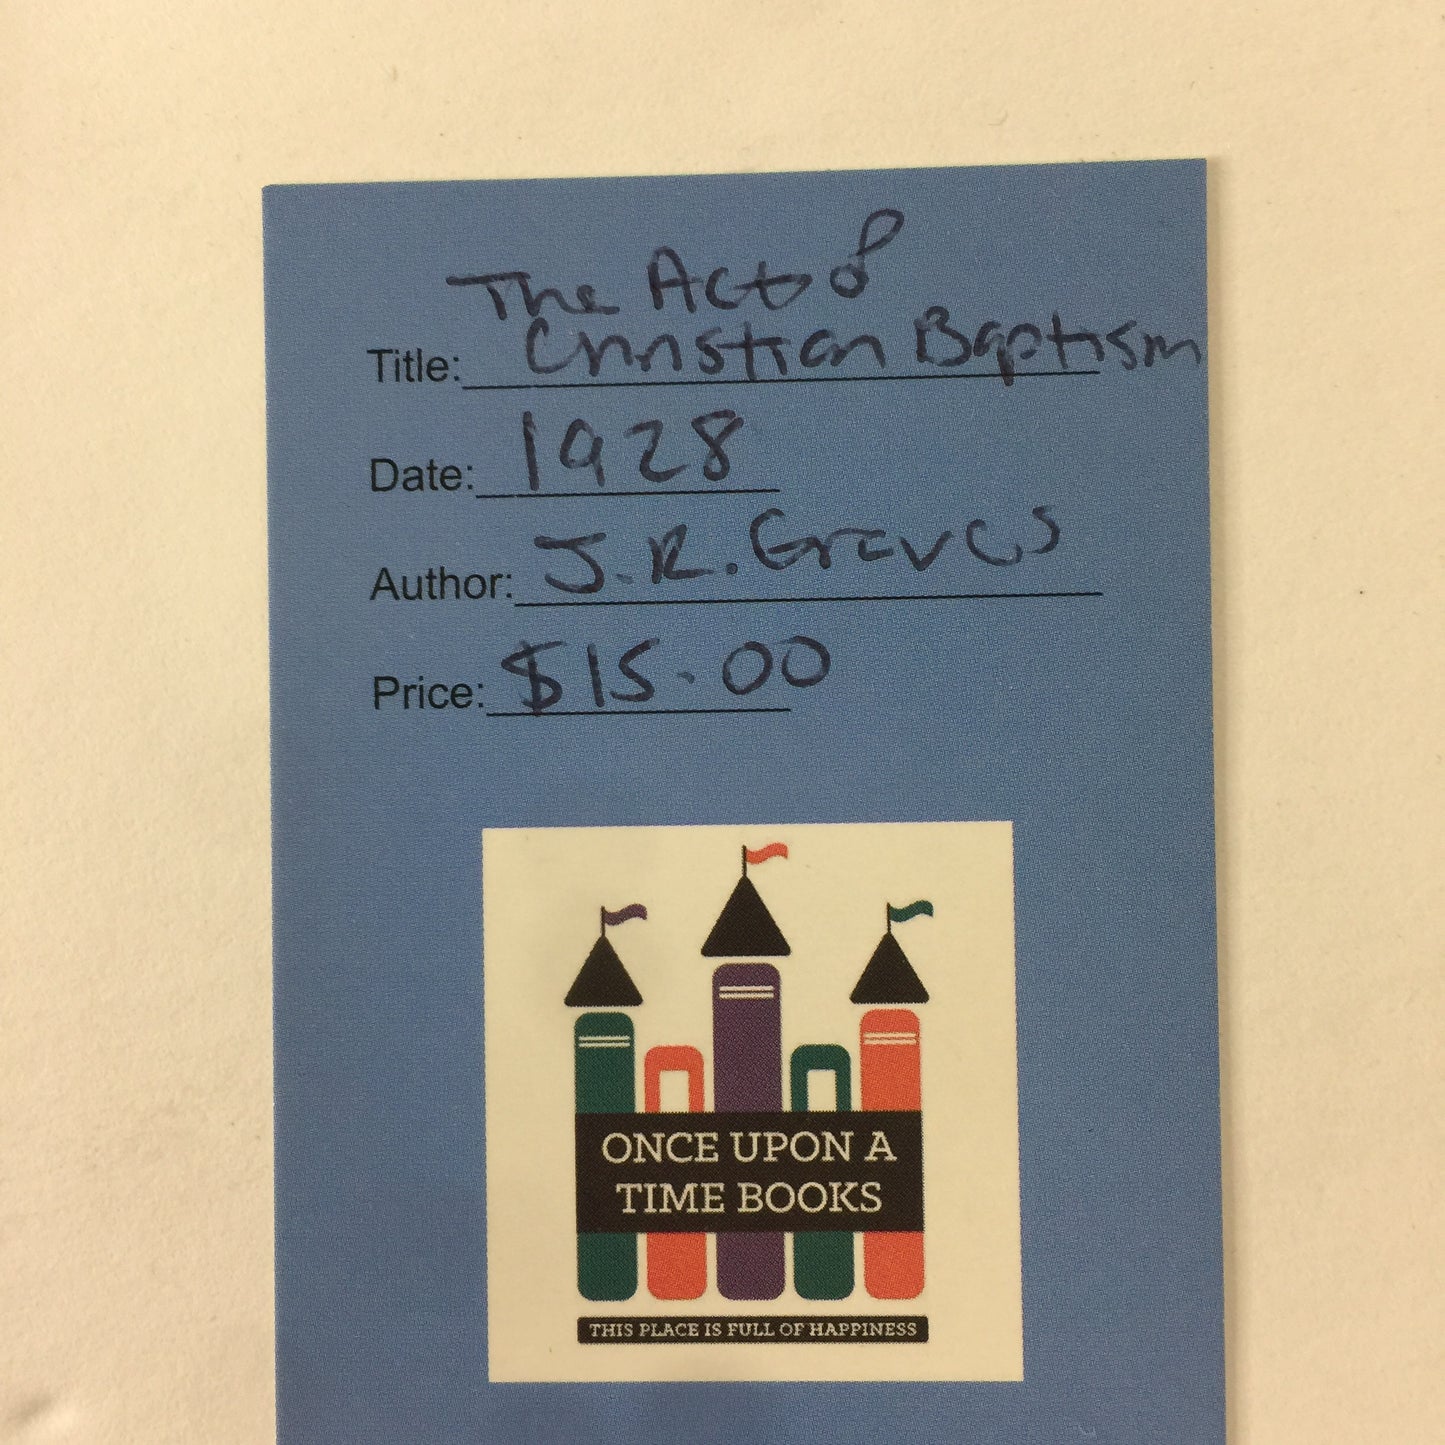 The Act of
Title: Christian Baptism
Date: 1928
Author: J.R. Graves
Price: $15.00
ONCE UPON A
TIME BOOKS
THIS PLACE IS FULL OF HAPPINESS